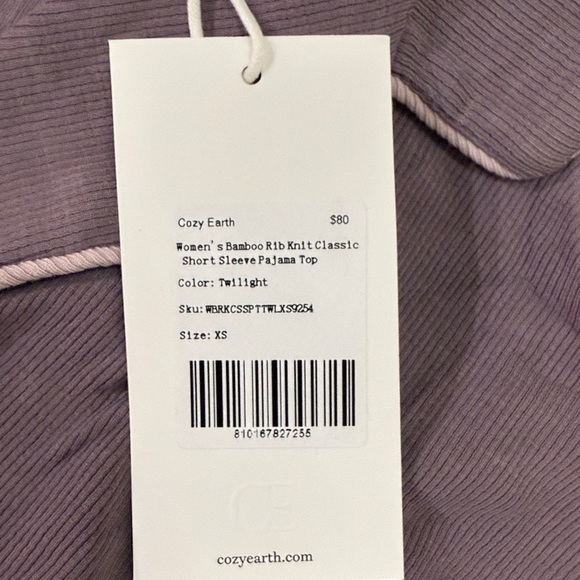 Cozy Earth $80
Women's Bamboo Rib Knit Classic
Short Sleeve Pajama Top
Color: Twilight
Sku: WBRKCSSPTTWLXS9254
Size: XS
810167827255
CE
cozyearth.com